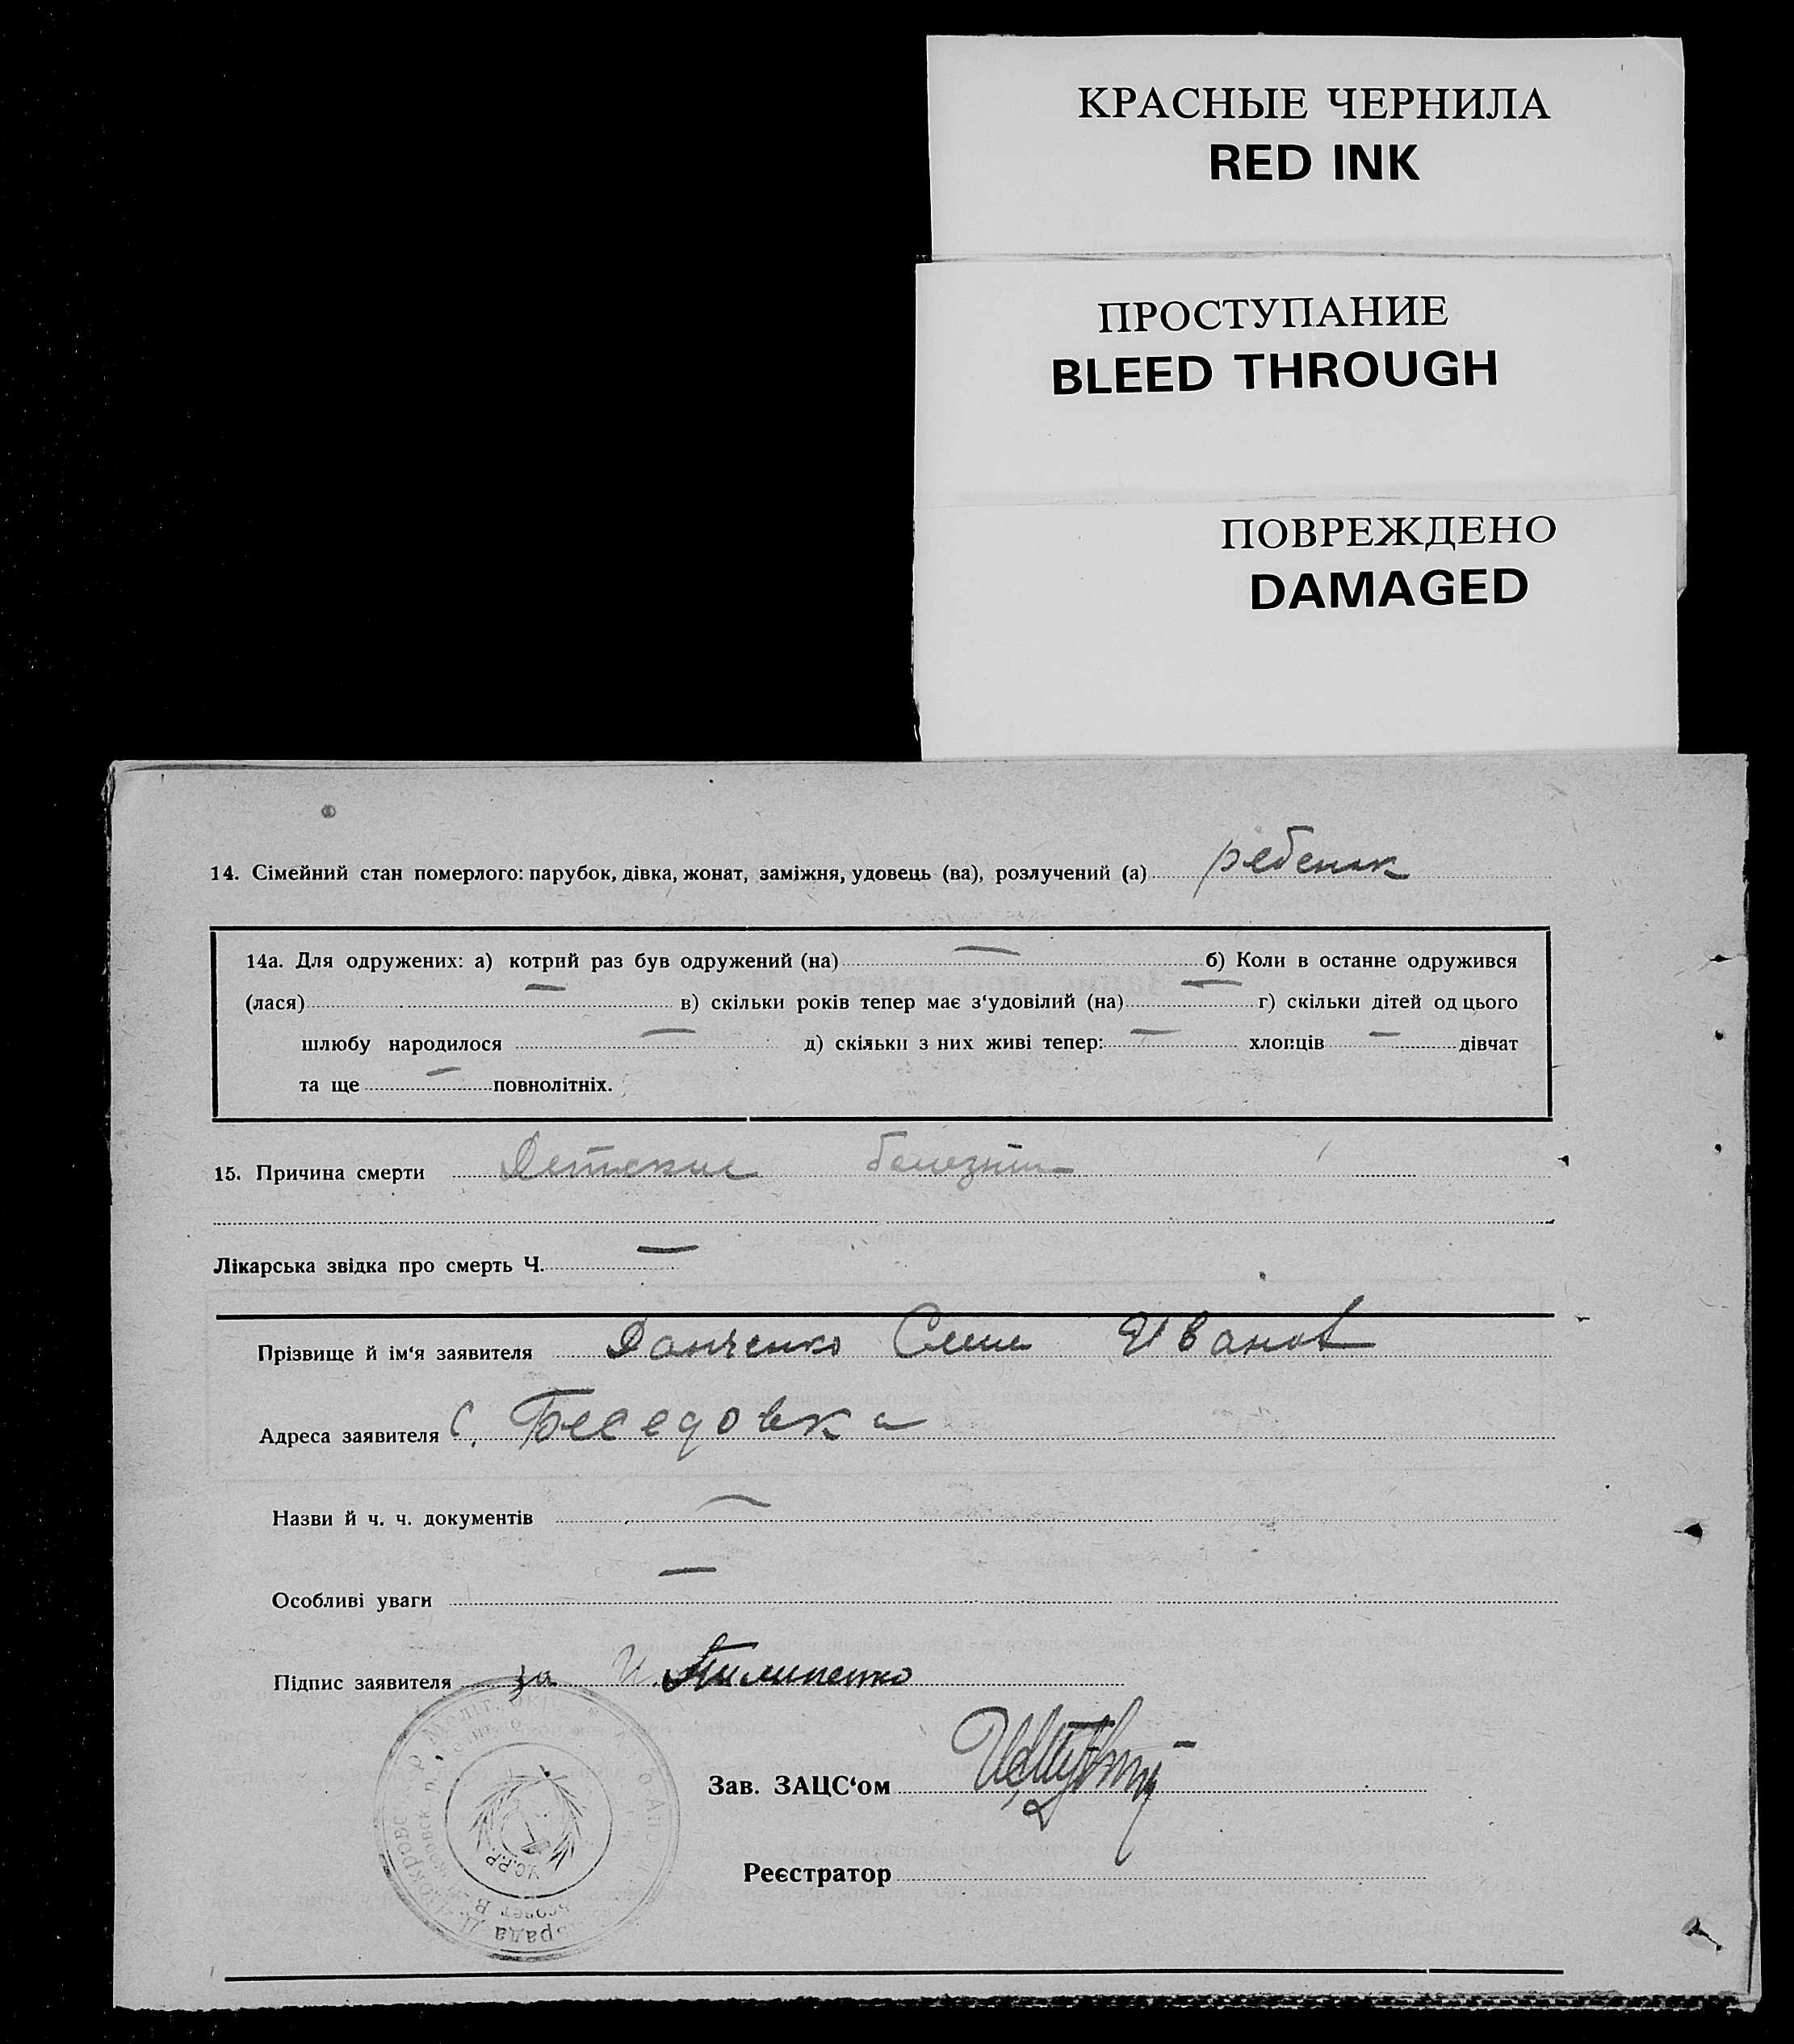 КРАСНЫЕ ЧЕРНИЛА
RED INK
ПРОСТУПАНИЕ
BLEED THROUGH
ПОВРЕЖДЕНО
DAMAGED
14. Сімейний стан померлого: парубок, дівка, жонат, заміжня, удовець (ва), розлучений (а) ребенок
14а. Для одружених: а) котрий раз був одружений (на) — б) Коли в останне одружився
(лася) — в) скільки років тепер має з'удовілий (на) — г) скільки дітей од цього
шлюбу народилося — д) скільки з них живі тепер: — хлопців — дівчат
та ще — повнолітніх.
15. Причина смерти Детские болезни
Лікарська звідка про смерть Ч. —
Прізвище й ім'я заявителя Данченко Иванов
Адреса заявителя с. Беседовка
Назви й ч. ч. документів —
Особливі уваги —
Підпис заявителя за И. Пилипенко
Зав. ЗАЦС'ом
Реєстратор
У.С.Р.Р.